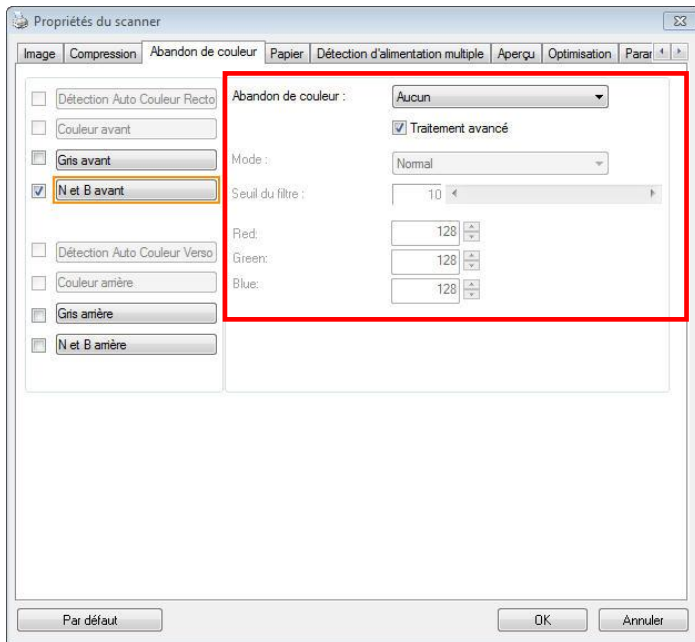 Propriétés du scanner
Image Compression Abandon de couleur Papier Détection d'alimentation multiple Aperçu Optimisation Parar
Détection Auto Couleur Recto
Couleur avant
Gris avant
N et B avant
Détection Auto Couleur Verso
Couleur arrière
Gris arrière
N et B arrière
Abandon de couleur : Aucun
Traitement avancé
Mode : Normal
Seuil du filtre : 10
Red: 128
Green: 128
Blue: 128
Par défaut OK Annuler